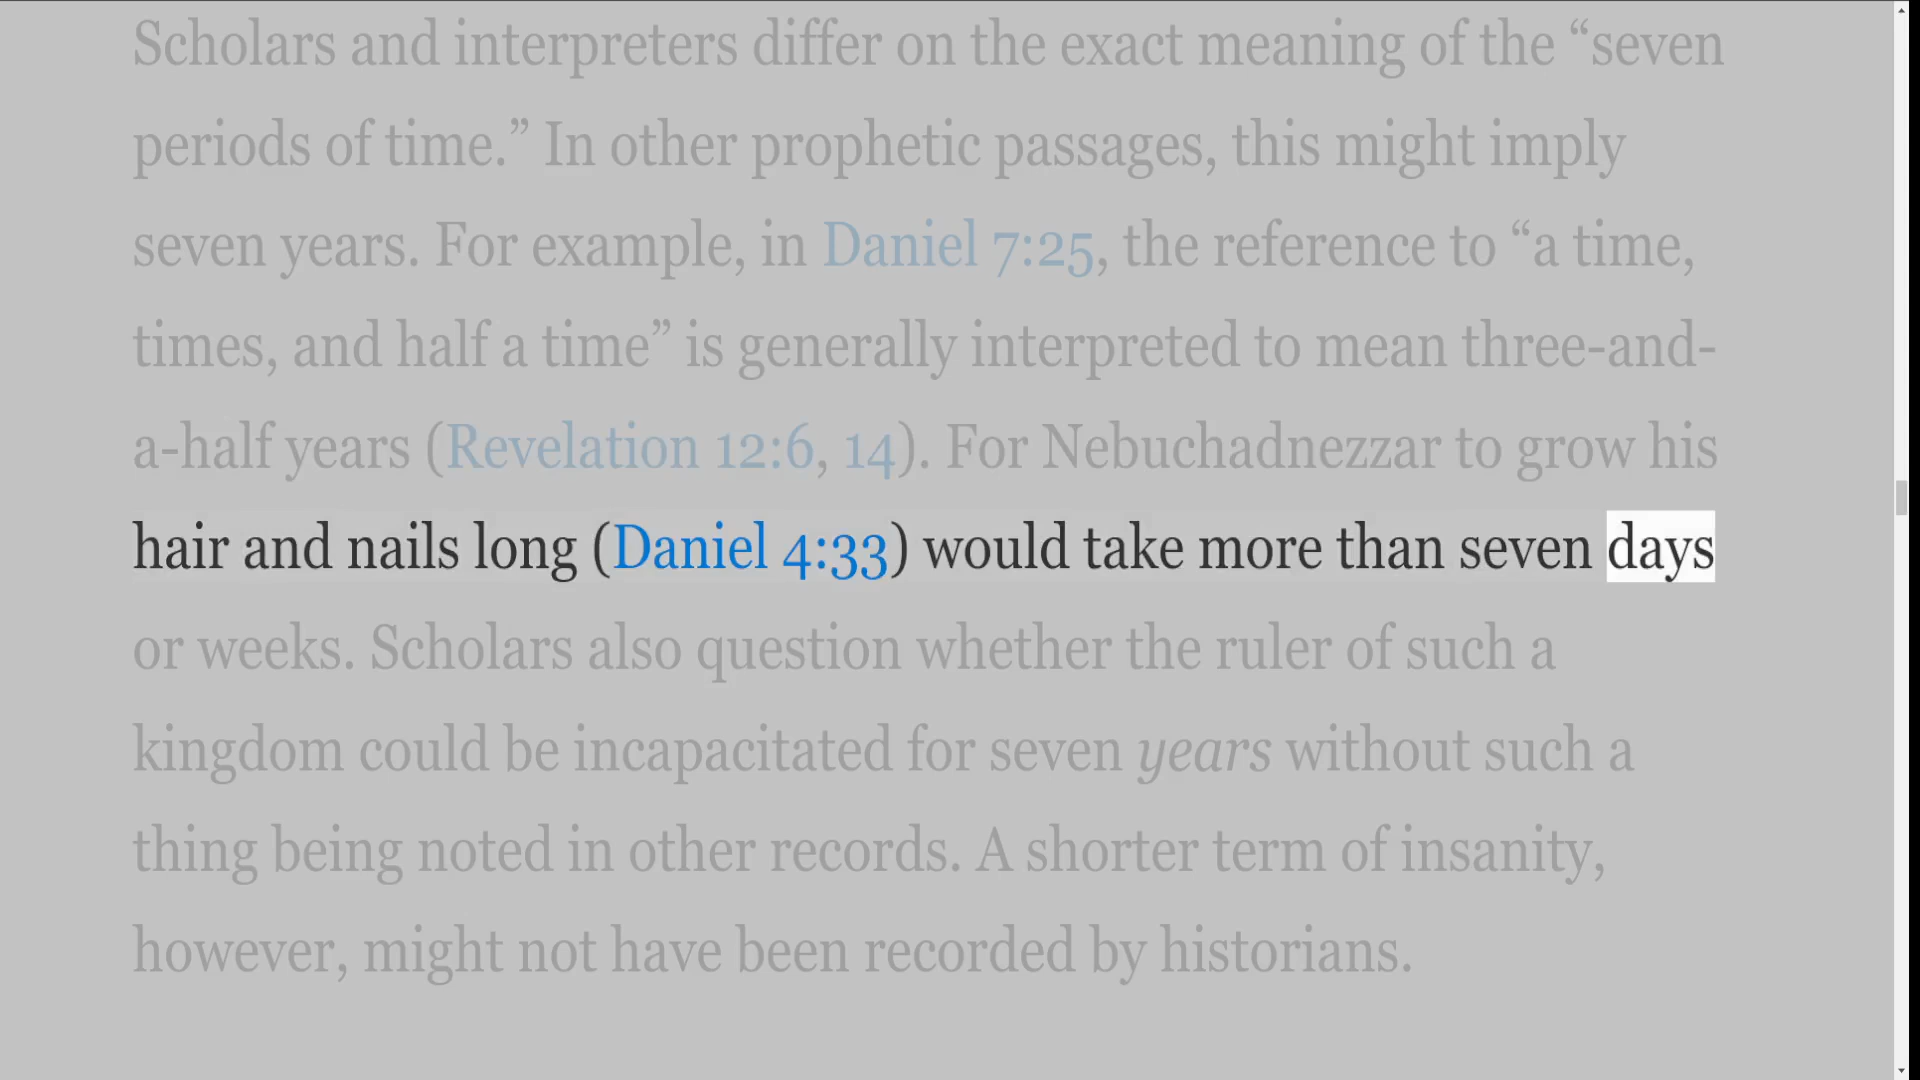 Scholars and interpreters differ on the exact meaning of the “seven
periods of time.” In other prophetic passages, this might imply
seven years. For example, in Daniel 7:25, the reference to “a time,
times, and half a time” is generally interpreted to mean three-and-
a-half years (Revelation 12:6, 14). For Nebuchadnezzar to grow his
hair and nails long (Daniel 4:33) would take more than seven days
or weeks. Scholars also question whether the ruler of such a
kingdom could be incapacitated for seven years without such a
thing being noted in other records. A shorter term of insanity,
however, might not have been recorded by historians.